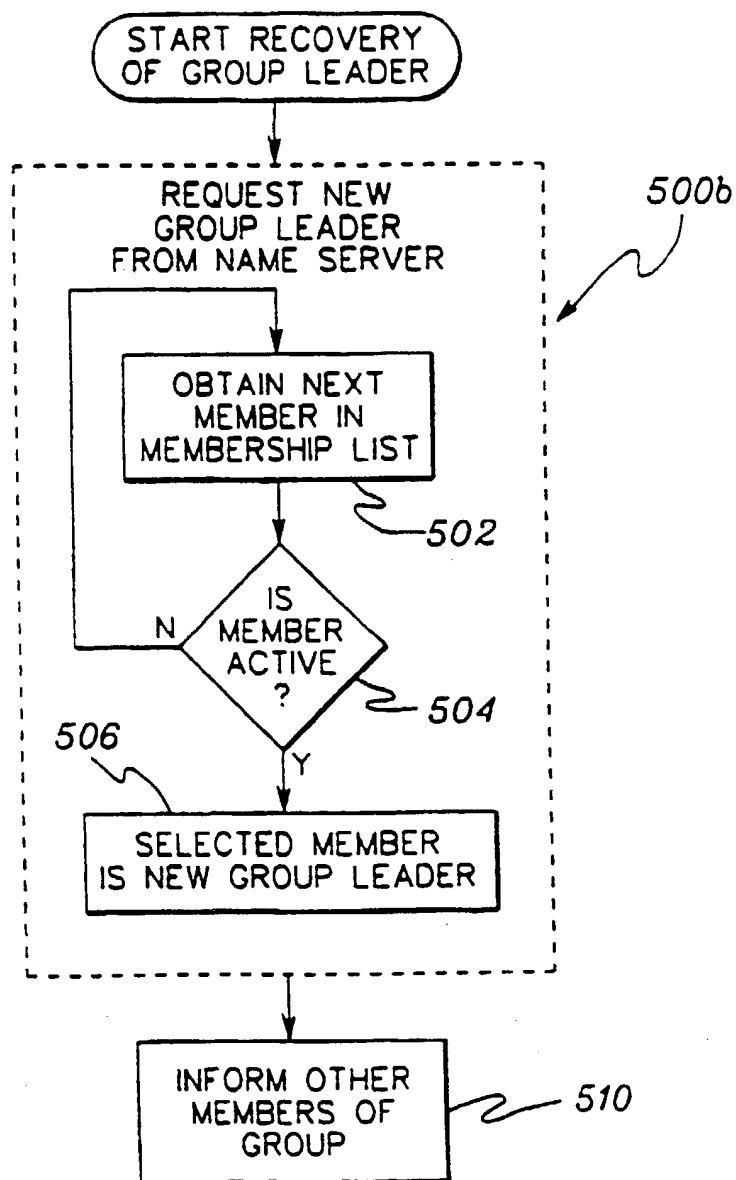 START RECOVERY
OF GROUP LEADER
REQUEST NEW
GROUP LEADER
FROM NAME SERVER
500b
OBTAIN NEXT
MEMBER IN
MEMBERSHIP LIST
502
IS
MEMBER
ACTIVE
?
N
504
Y
506
SELECTED MEMBER
IS NEW GROUP LEADER
INFORM OTHER
MEMBERS OF
GROUP
510